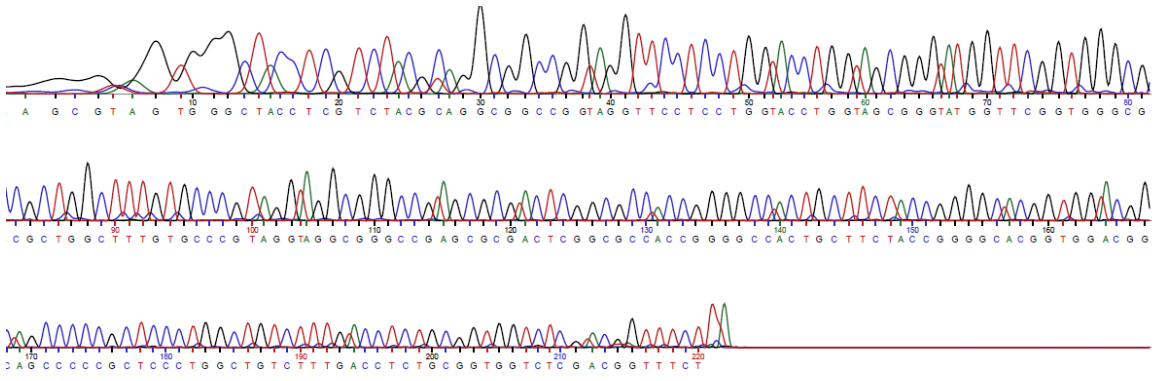 10 20 30 40 50 60 70 80
A G C G T A G T G G G C T A C C T C G T C T A C G C A G G C G G C C G G T A G G T T C C T C C T G G T A C C T G G T A G C G G G T A T G G T T C G G T G G G C G
90 100 110 120 130 140 150 160
C G C T G G C T T T G T G C C C G T A G G T A G G C G G G C C G A G C G C G A C T C G G C G C C A C C G G G G C C A C T G C T T C T A C C G G G G C A C G G T G G A C G G
170 180 190 200 210 220
C A G C C C C C G C T C C C T G G C T G T C T T T G A C C T C T G C G G T G G T C T C G A C G G T T T C T